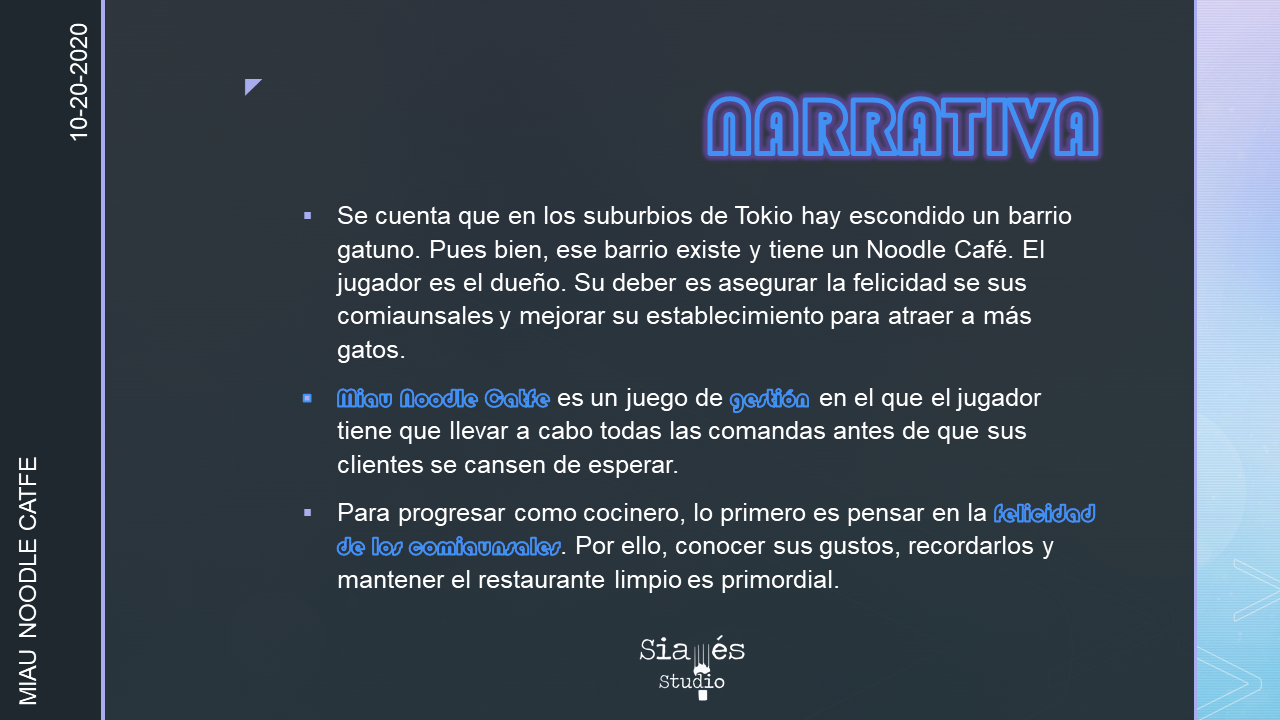 10-20-2020
MIAU NOODLE CATFE
NARRATIVA
Se cuenta que en los suburbios de Tokio hay escondido un barrio
gatuno. Pues bien, ese barrio existe y tiene un Noodle Café. El
jugador es el dueño. Su deber es asegurar la felicidad se sus
comiaunsales y mejorar su establecimiento para atraer a más
gatos.
Miau Noodle Catfe es un juego de gestión en el que el jugador
tiene que llevar a cabo todas las comandas antes de que sus
clientes se cansen de esperar.
Para progresar como cocinero, lo primero es pensar en la felicidad
de los comiaunsales. Por ello, conocer sus gustos, recordarlos y
mantener el restaurante limpio es primordial.
Siamés
Studio